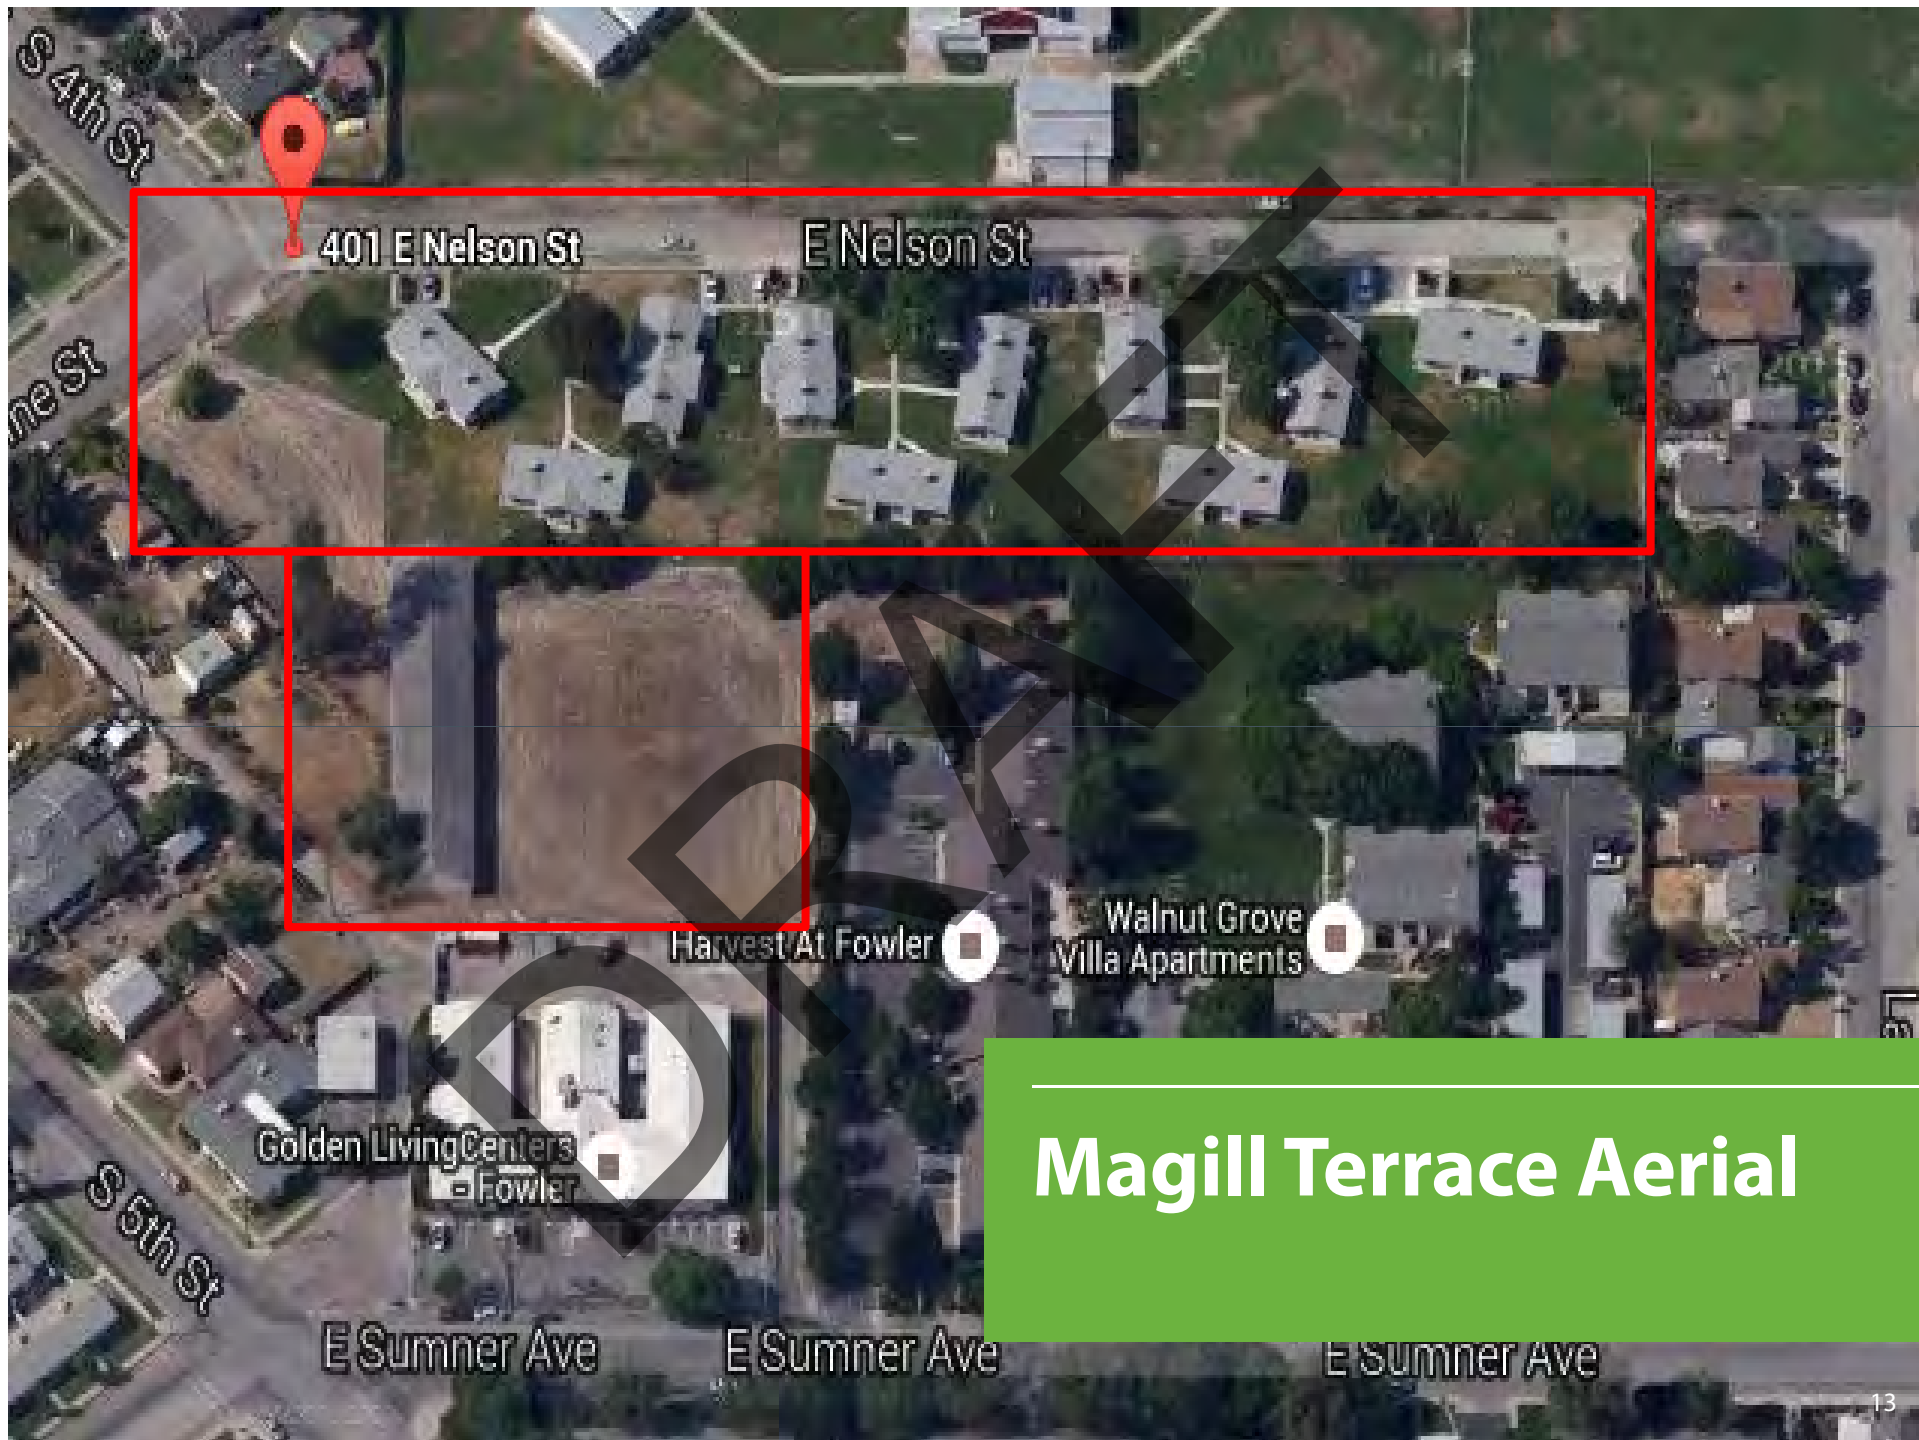 S 4th St
401 E Nelson St
E Nelson St
ne St
Harvest At Fowler
Walnut Grove
Villa Apartments
Golden LivingCenters
- Fowler
S 5th St
E Sumner Ave
E Sumner Ave
E Sumner Ave
DRAFT
Magill Terrace Aerial
13